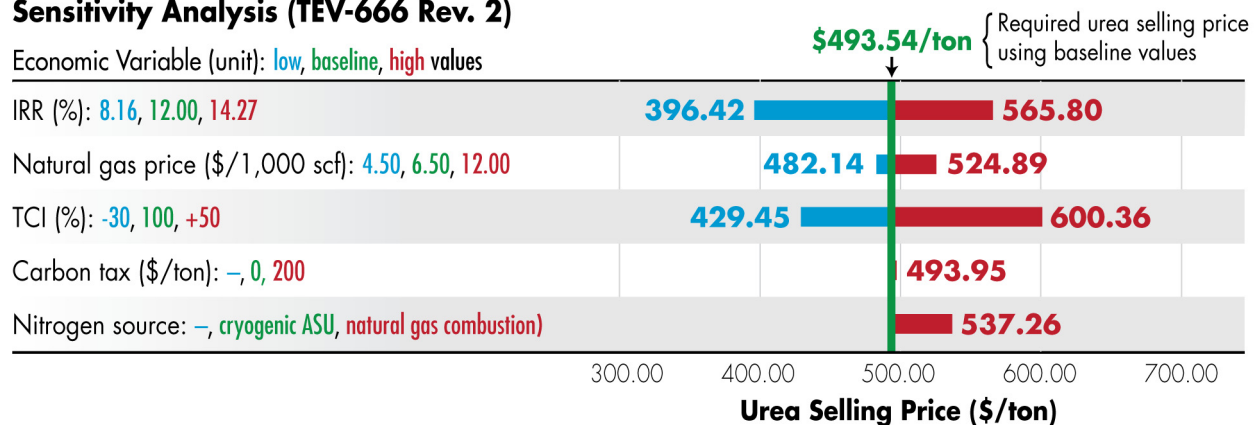 Sensitivity Analysis (TEV-666 Rev. 2)
$493.54/ton
Required urea selling price
using baseline values
Economic Variable (unit): low, baseline, high values
IRR (%): 8.16, 12.00, 14.27
396.42
565.80
Natural gas price ($/1,000 scf): 4.50, 6.50, 12.00
482.14
524.89
TCI (%): -30, 100, +50
429.45
600.36
Carbon tax ($/ton): –, 0, 200
493.95
Nitrogen source: –, cryogenic ASU, natural gas combustion)
537.26
300.00 400.00 500.00 600.00 700.00
Urea Selling Price ($/ton)